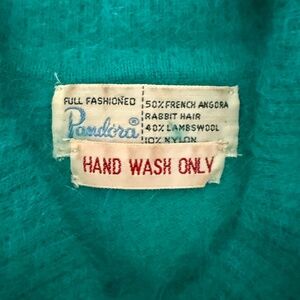 FULL FASHIONED
Pandora®
50% FRENCH ANGORA
RABBIT HAIR
40% LAMBSWOOL
10% NYLON
HAND WASH ONLY